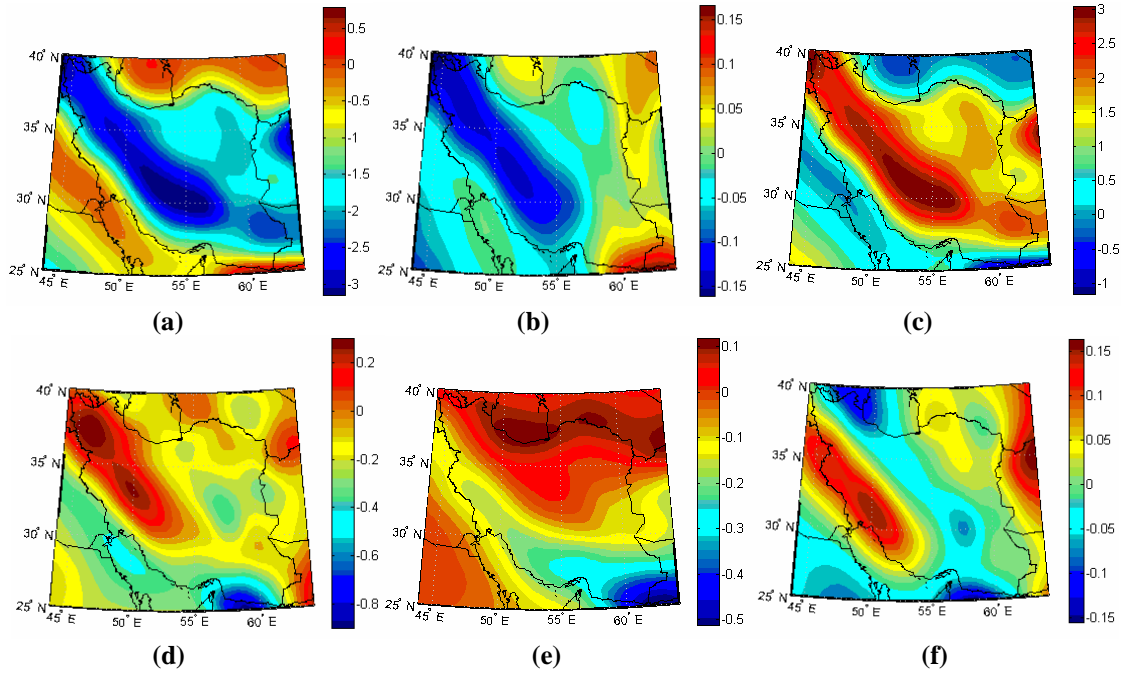 0.5
0
-0.5
-1
-1.5
-2
-2.5
-3
40° N
35° N
30° N
25° N
45° E
50° E
55° E
60° E
(a)
0.15
0.1
0.05
0
-0.05
-0.1
-0.15
40° N
35° N
30° N
25° N
45° E
50° E
55° E
60° E
(b)
3
2.5
2
1.5
1
0.5
0
-0.5
-1
40° N
35° N
30° N
25° N
45° E
50° E
55° E
60° E
(c)
0.2
0
-0.2
-0.4
-0.6
-0.8
40° N
35° N
30° N
25° N
45° E
50° E
55° E
60° E
(d)
0.1
0
-0.1
-0.2
-0.3
-0.4
-0.5
40° N
35° N
30° N
25° N
45° E
50° E
55° E
60° E
(e)
0.15
0.1
0.05
0
-0.05
-0.1
-0.15
40° N
35° N
30° N
25° N
45° E
50° E
55° E
60° E
(f)